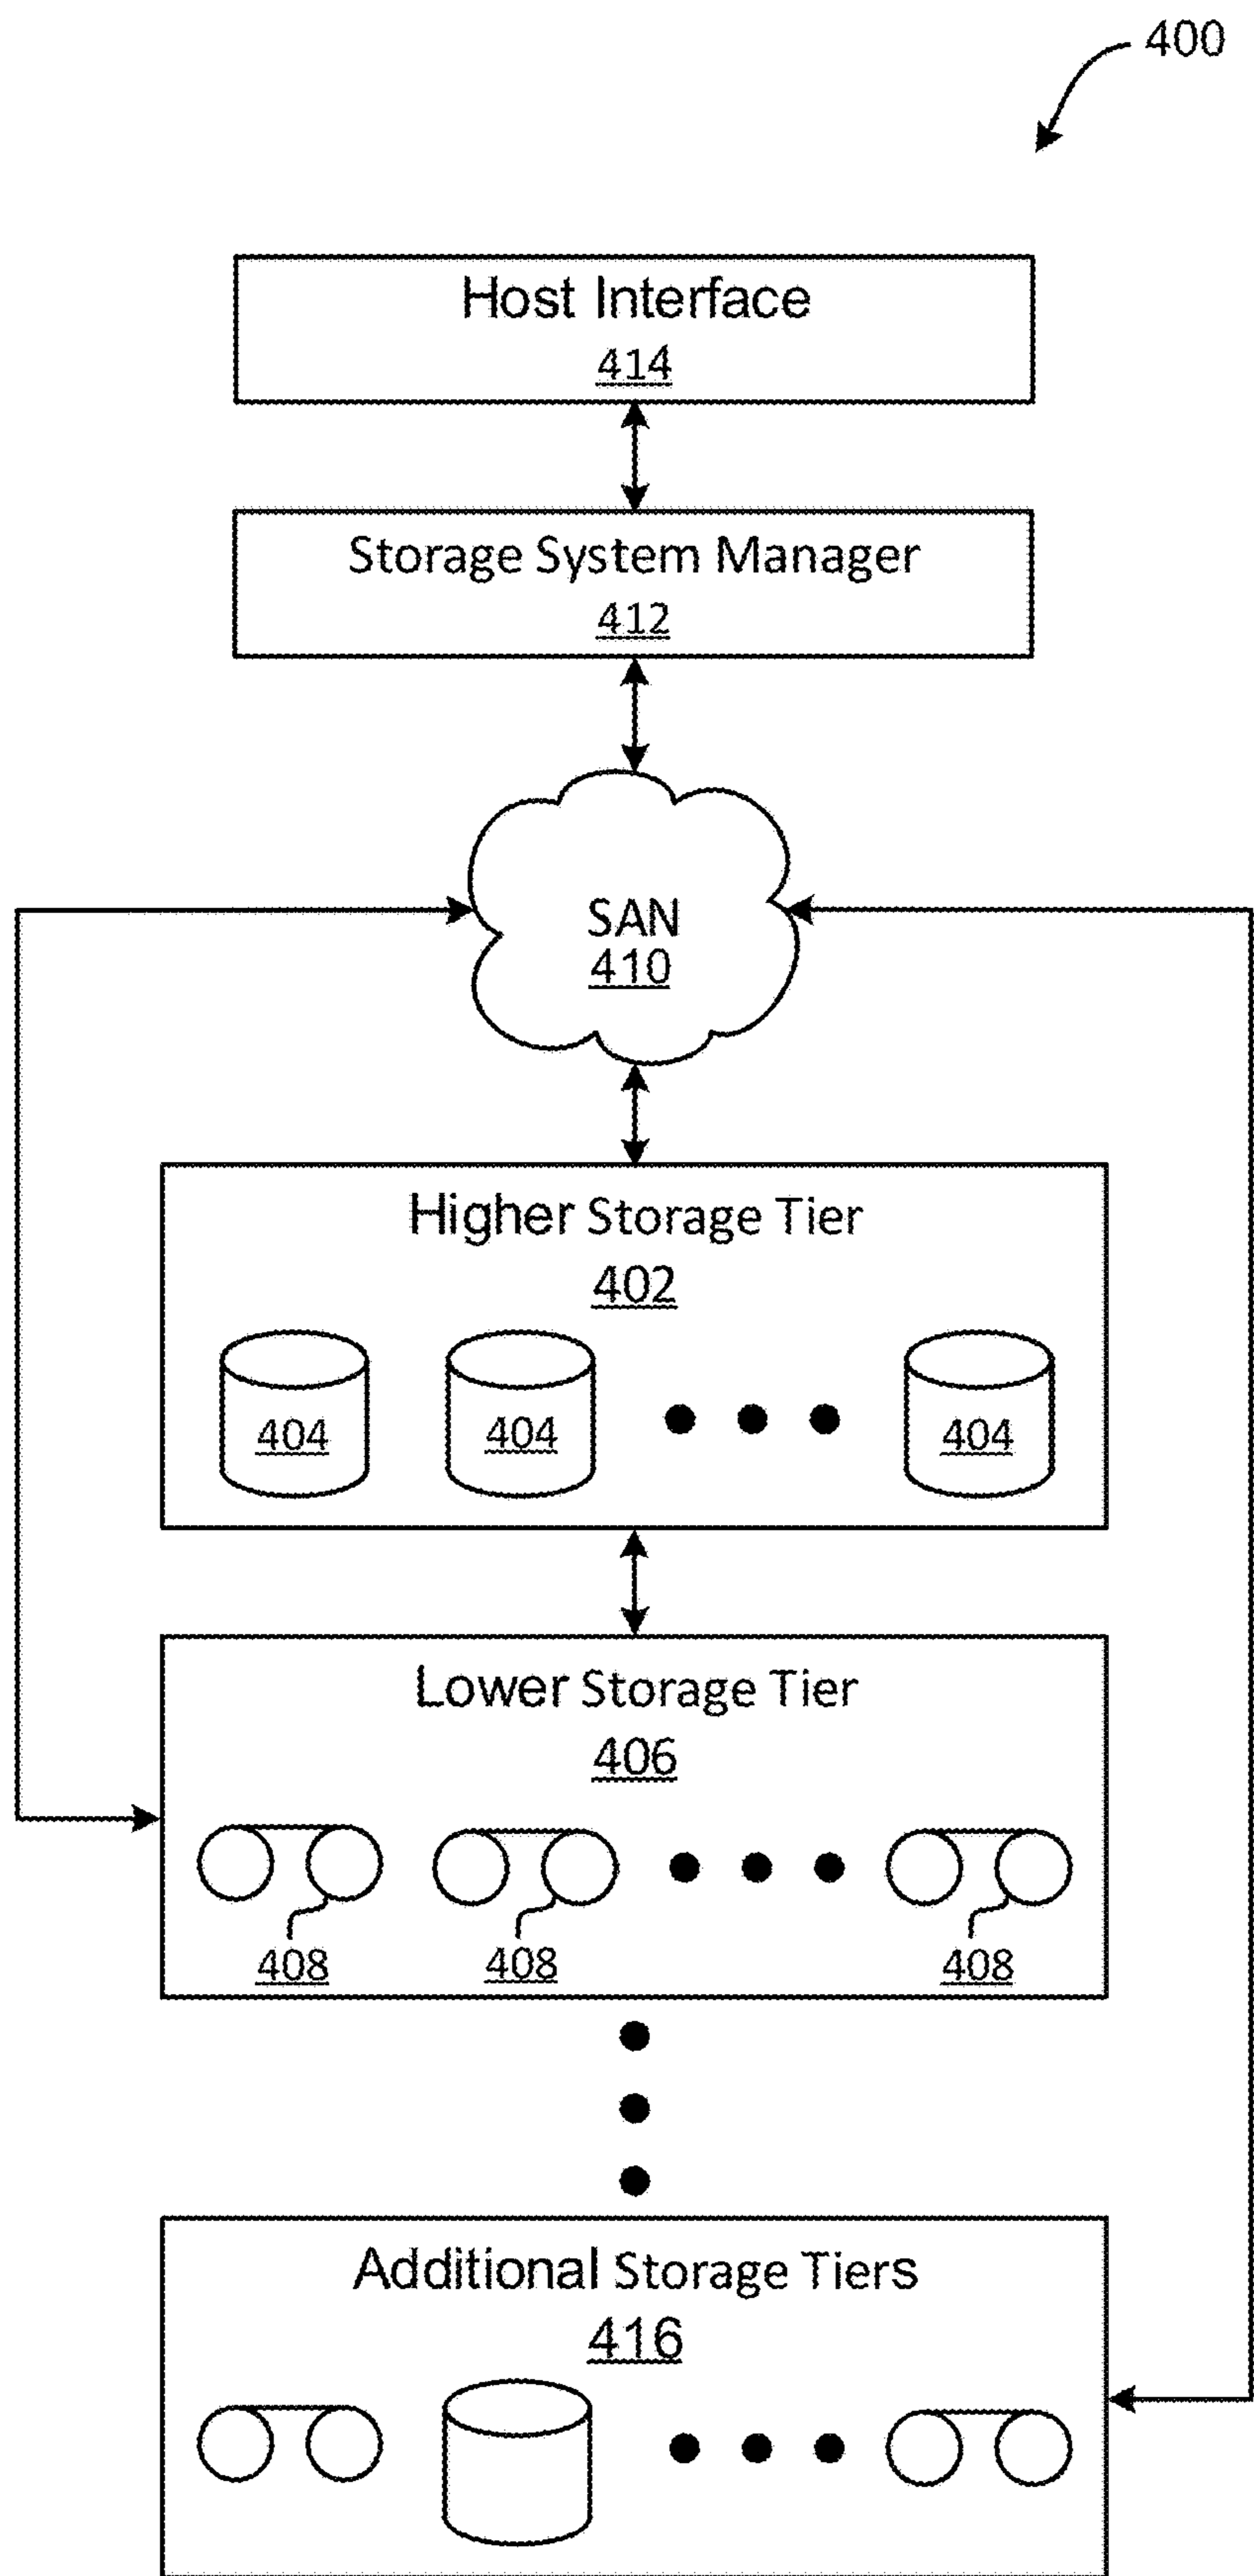 400
Host Interface
414
Storage System Manager
412
SAN
410
Higher Storage Tier
402
404 404 404
Lower Storage Tier
406
408 408 408
Additional Storage Tiers
416